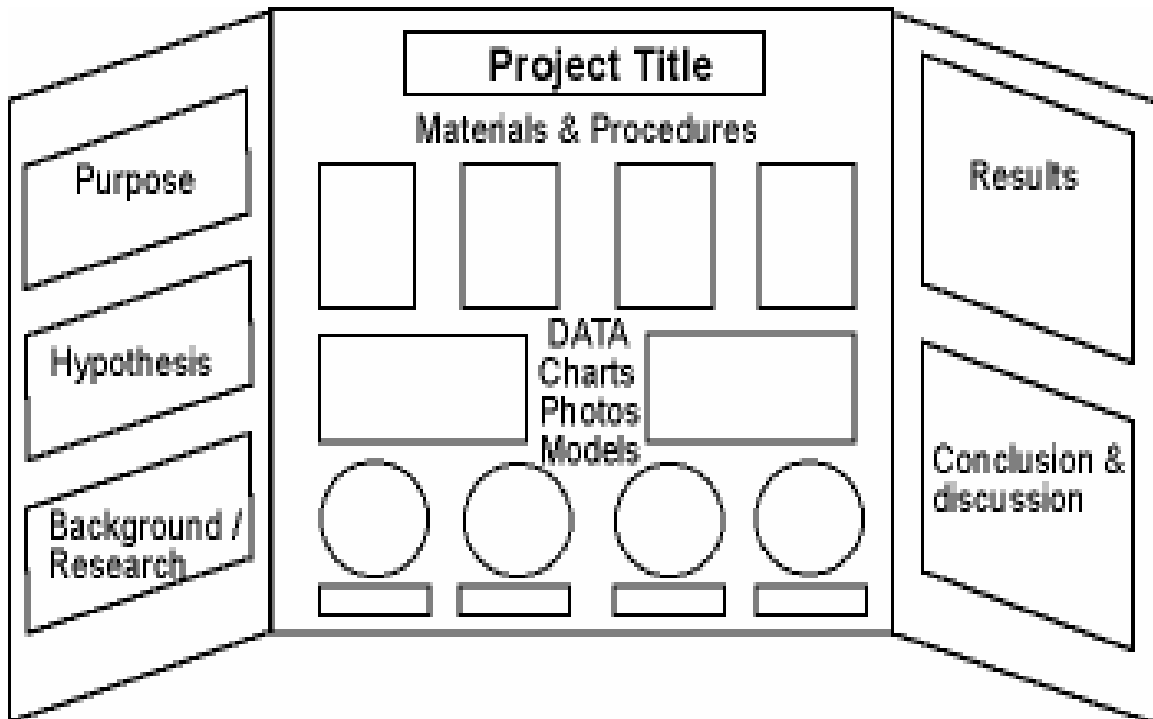 Project Title
Materials & Procedures
Purpose
Hypothesis
Background /
Research
DATA
Charts
Photos
Models
Results
Conclusion &
discussion